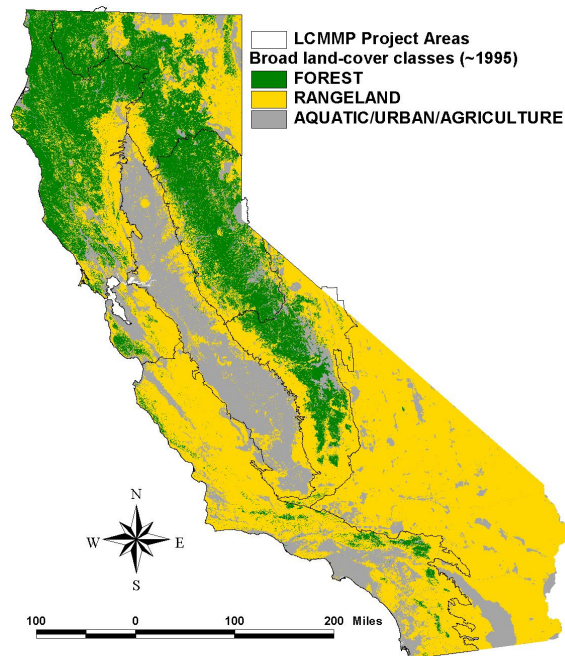 LCMMP Project Areas
Broad land-cover classes (~1995)
FOREST
RANGELAND
AQUATIC/URBAN/AGRICULTURE
N
W E
S
100 0 100 200 Miles